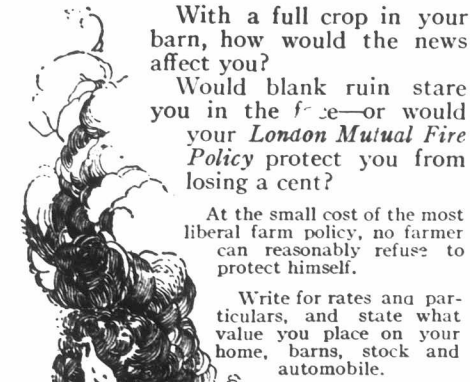 With a full crop in your
barn, how would the news
affect you?
Would blank ruin stare
you in the face—or would
your London Mutual Fire
Policy protect you from
losing a cent?
At the small cost of the most
liberal farm policy, no farmer
can reasonably refuse to
protect himself.
Write for rates and par-
ticulars, and state what
value you place on your
home, barns, stock and
automobile.